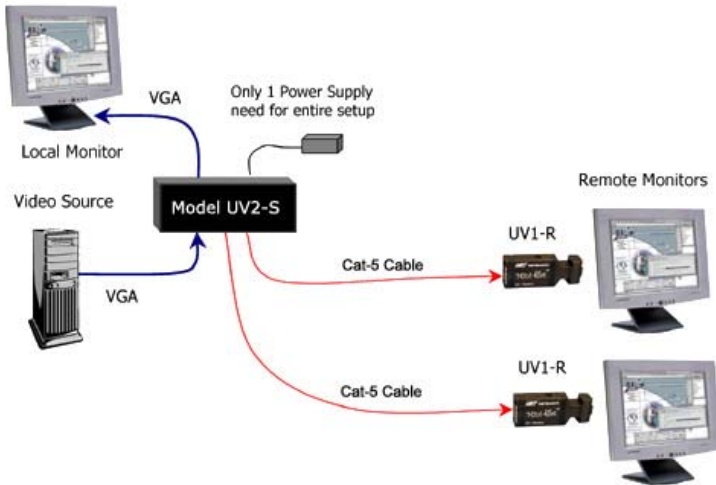 VGA
Only 1 Power Supply
need for entire setup
Local Monitor
Video Source
Model UV2-S
Remote Monitors
UV1-R
Cat-5 Cable
VGA
UV1-R
Cat-5 Cable